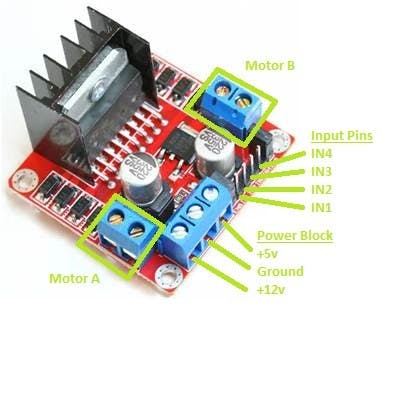 Motor B
Input Pins
IN4
IN3
IN2
IN1
Power Block
+5v
Ground
+12v
Motor A